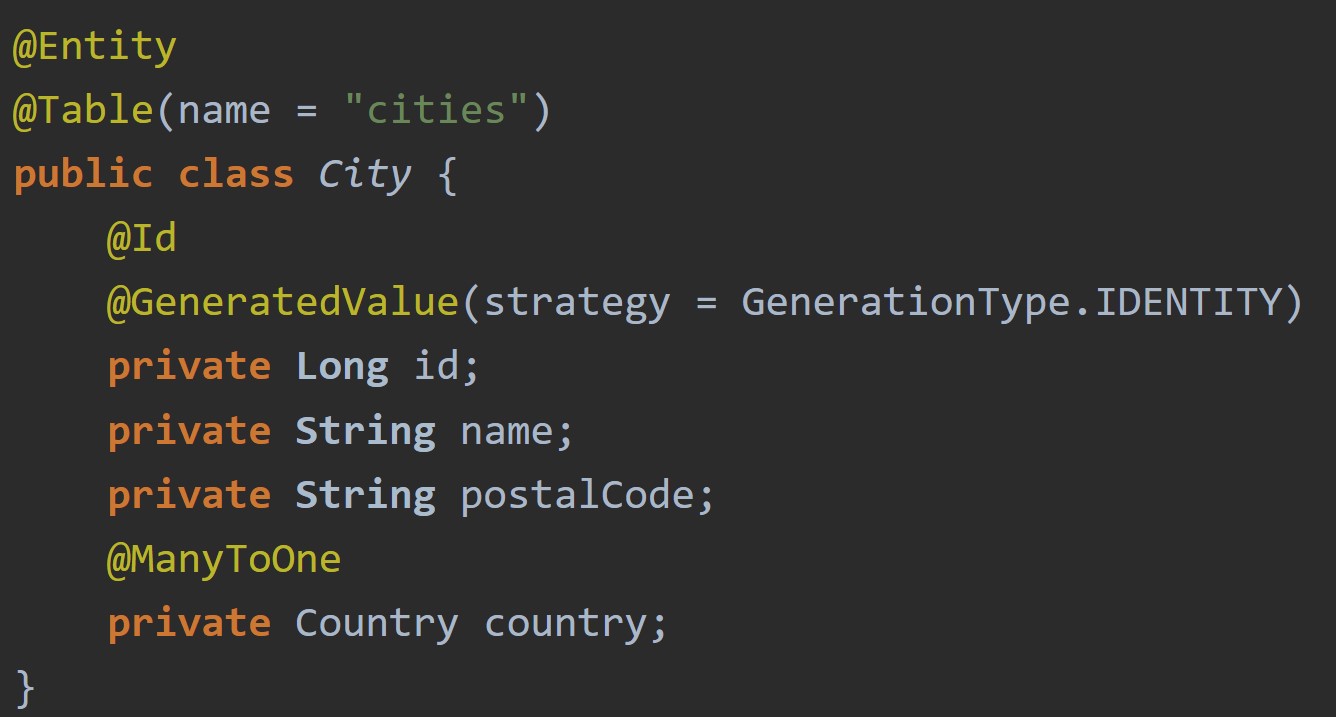 @Entity
@Table(name = "cities")
public class City {
    @Id
    @GeneratedValue(strategy = GenerationType.IDENTITY)
    private Long id;
    private String name;
    private String postalCode;
    @ManyToOne
    private Country country;
}